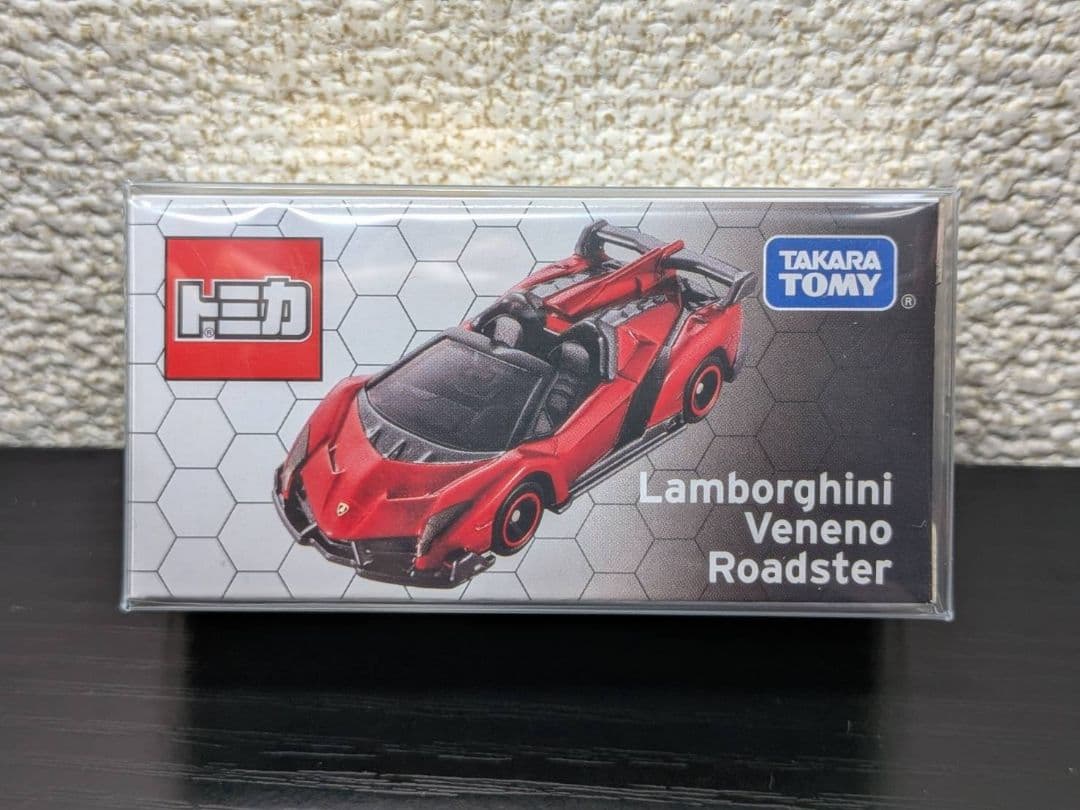 トミカ
®
TAKARA
TOMY
®
Lamborghini
Veneno
Roadster